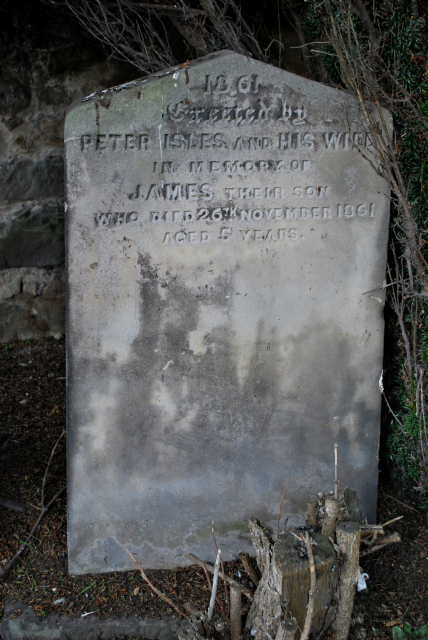 1861
Erected by
PETER ISLES AND HIS WIFE
IN MEMORY OF
JAMES THEIR SON
WHO DIED 26TH NOVEMBER 1861
AGED 5 YEARS.